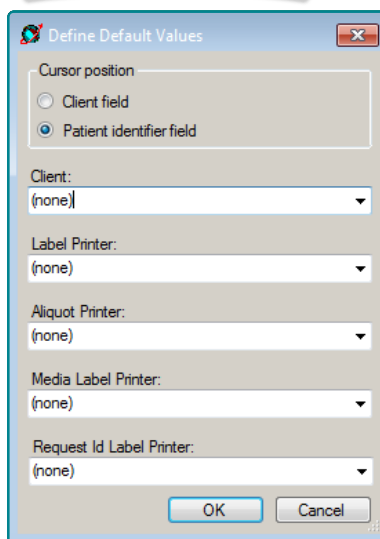 Define Default Values
Cursor position
Client field
Patient identifier field
Client:
(none)
Label Printer:
(none)
Aliquot Printer:
(none)
Media Label Printer:
(none)
Request Id Label Printer:
(none)
OK Cancel